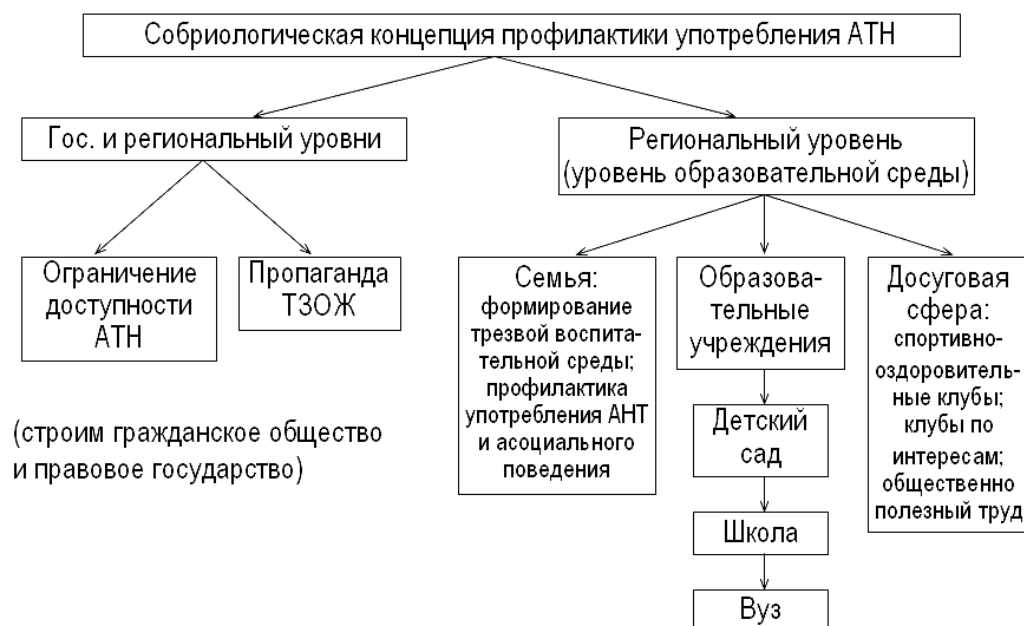 Собриологическая концепция профилактики употребления АТН
Гос. и региональный уровни
Региональный уровень
(уровень образовательной среды)
Ограничение
доступности
АТН
Пропаганда
ТЗОЖ
(строим гражданское общество
и правовое государство)
Семья:
формирование
трезвой воспита-
тельной среды;
профилактика
употребления АНТ
и асоциального
поведения
Образова-
тельные
учреждения
Детский
сад
Школа
Вуз
Досуговая
сфера:
спортивно-
оздоровитель-
ные клубы;
клубы по
интересам;
общественно
полезный труд